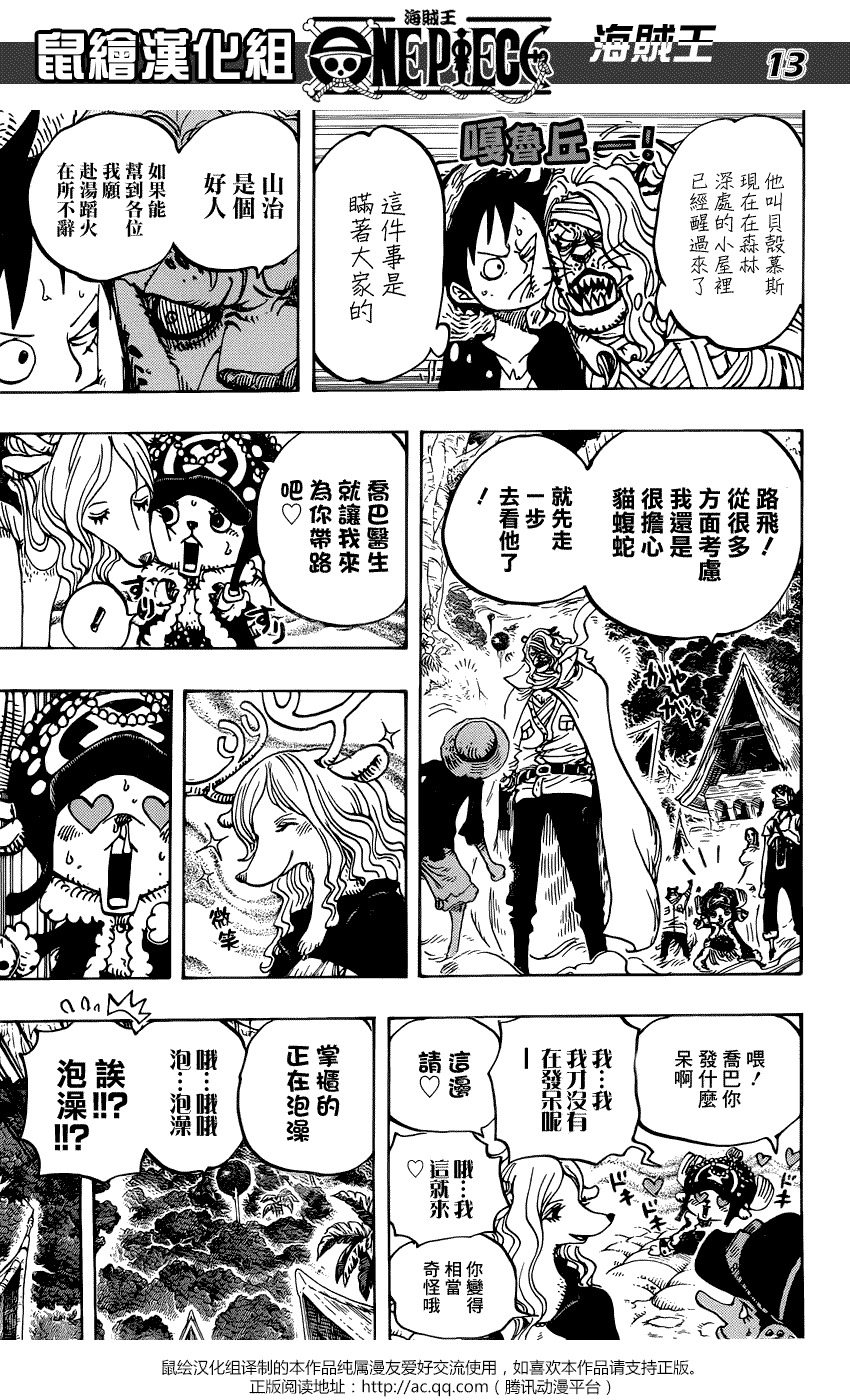 鼠繪漢化組
海賊王
ONE PIECE
海賊王
13
他叫貝殼慕斯
現在在森林
深處的小屋裡
已經醒過來了
嘎魯丘—!
這件事是
瞞著大家的
山治
是個
好人
如果能
幫到各位
我願
赴湯蹈火
在所不辭
路飛!
從很多
方面考慮
我還是
很擔心
貓蝮蛇
就先走
一步
去看他了
!
ガヤ
ガヤ
喬巴醫生
就讓我來
為你帶路
吧♡
!
すり
すり
微笑
喂!
喬巴你
發什麼
呆啊
我…我
我才沒有
在發呆呢
—
這邊
請♡
哦…我
這就來
♡
你變得
相當
奇怪哦
ドキ
ドキ
掌櫃的
正在泡澡
哦…哦哦
泡…泡澡
誒!!?
泡澡
!!?
鼠绘汉化组译制的本作品纯属漫友爱好交流使用，如喜欢本作品请支持正版。
正版阅读地址：http://ac.qq.com（腾讯动漫平台）